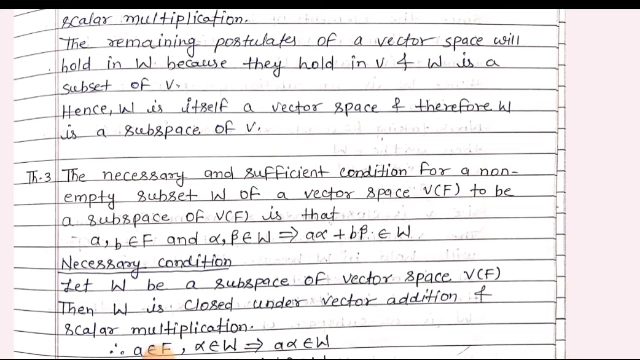 scalar multiplication.
The remaining postulates of a vector space will
hold in W because they hold in V & W is a
subset of V.
Hence, W is itself a vector space & therefore W
is a subspace of V.
Th-3 The necessary and sufficient condition for a non-
empty subset W of a vector space V(F) to be
a subspace of V(F) is that
a, b ∈ F and α, β ∈ W ⇒ aα + bβ ∈ W
Necessary condition
Let W be a subspace of vector space V(F)
Then W is closed under vector addition &
scalar multiplication.
∴ a ∈ F, α ∈ W ⇒ aα ∈ W